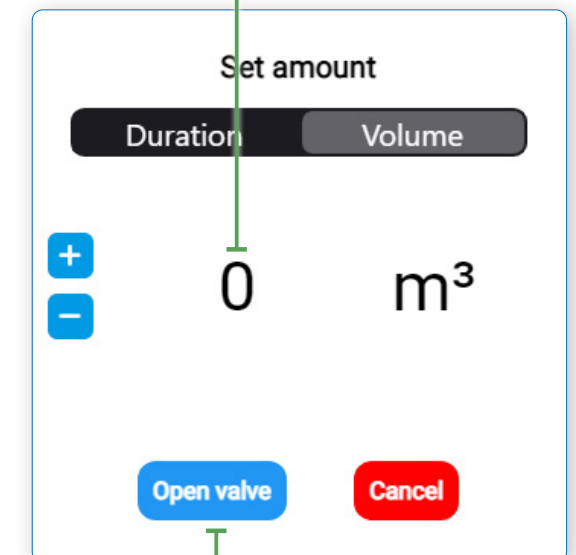 Set amount
Duration Volume
+
0 m³
−
Open valve Cancel